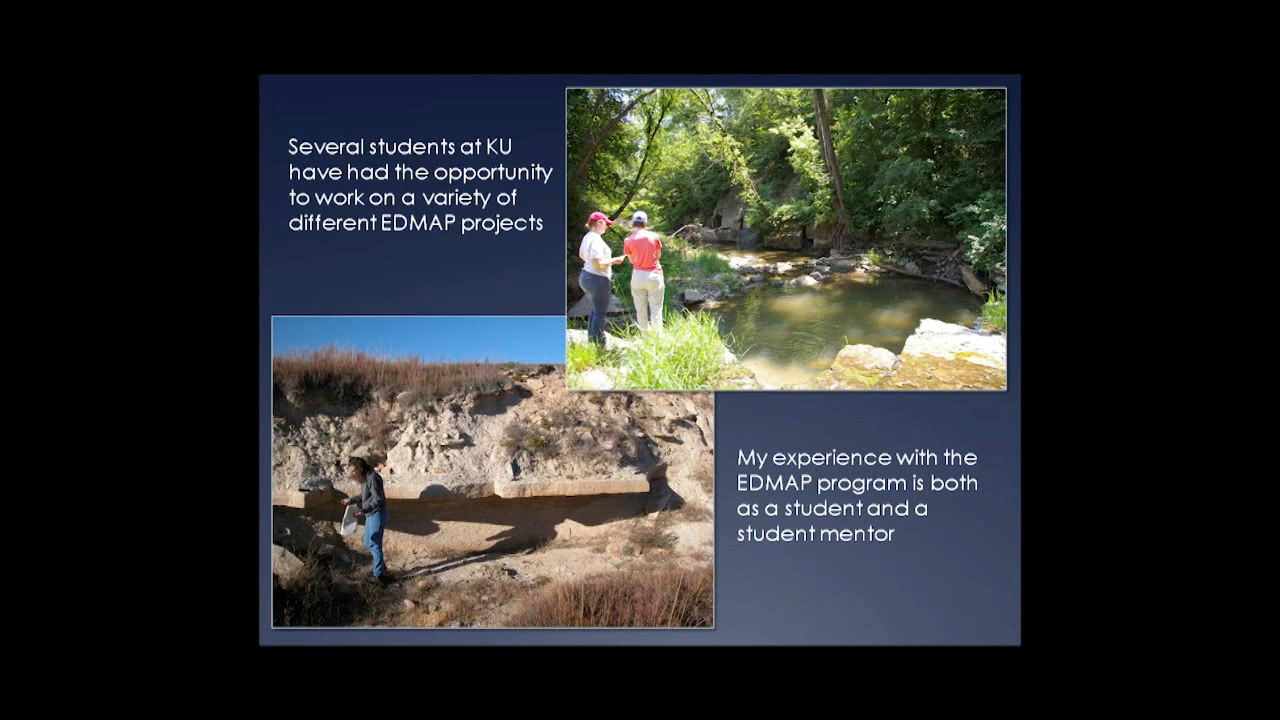 Several students at KU
have had the opportunity
to work on a variety of
different EDMAP projects
My experience with the
EDMAP program is both
as a student and a
student mentor